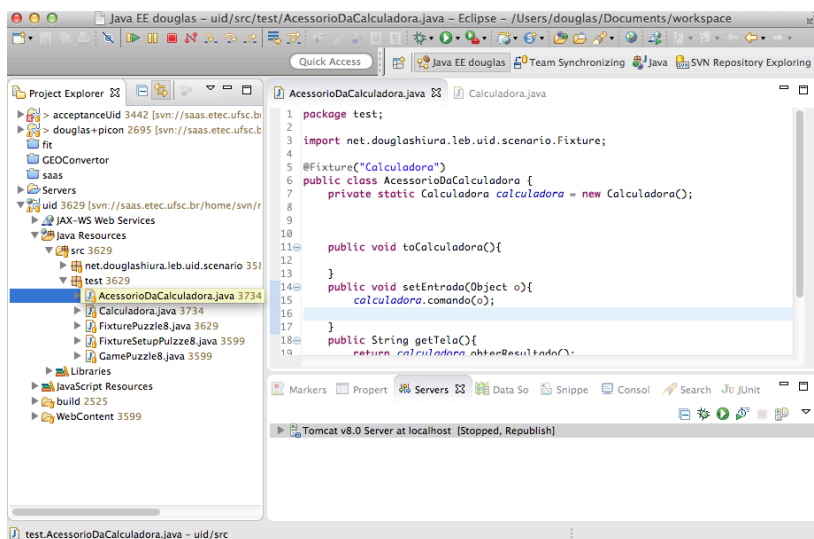 Java EE douglas - uid/src/test/AcessorioDaCalculadora.java - Eclipse - /Users/douglas/Documents/workspace
Quick Access
Java EE douglas
Team Synchronizing
Java
SVN Repository Exploring
Project Explorer
> acceptanceUid 3442 [svn://saas.etec.ufsc.bi
> douglas+picon 2695 [svn://saas.etec.ufsc.b
fit
GEOConvertor
saas
Servers
uid 3629 [svn://saas.etec.ufsc.br/home/svn/r
JAX-WS Web Services
Java Resources
src 3629
net.douglashiura.leb.uid.scenario 358
test 3629
AcessorioDaCalculadora.java 3734
Calculadora.java 3734
FixturePuzzle8.java 3629
FixtureSetupPulzze8.java 3599
GamePuzzle8.java 3599
Libraries
JavaScript Resources
build 2525
WebContent 3599
AcessorioDaCalculadora.java
Calculadora.java
1 package test;
2
3 import net.douglashiura.leb.uid.scenario.Fixture;
4
5 @Fixture("Calculadora")
6 public class AcessorioDaCalculadora {
7 private static Calculadora calculadora = new Calculadora();
8
9
10
11 public void toCalculadora(){
12
13 }
14 public void setEntrada(Object o){
15 calculadora.comando(o);
16
17 }
18 public String getTela(){
19 return calculadora.obterResultado();
Markers
Propert
Servers
Data So
Snippe
Consol
Search
JUnit
Tomcat v8.0 Server at localhost [Stopped, Republish]
test.AcessorioDaCalculadora.java - uid/src